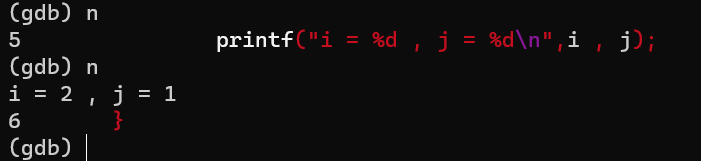 (gdb) n
5 printf("i = %d , j = %d\n",i , j);
(gdb) n
i = 2 , j = 1
6 }
(gdb)